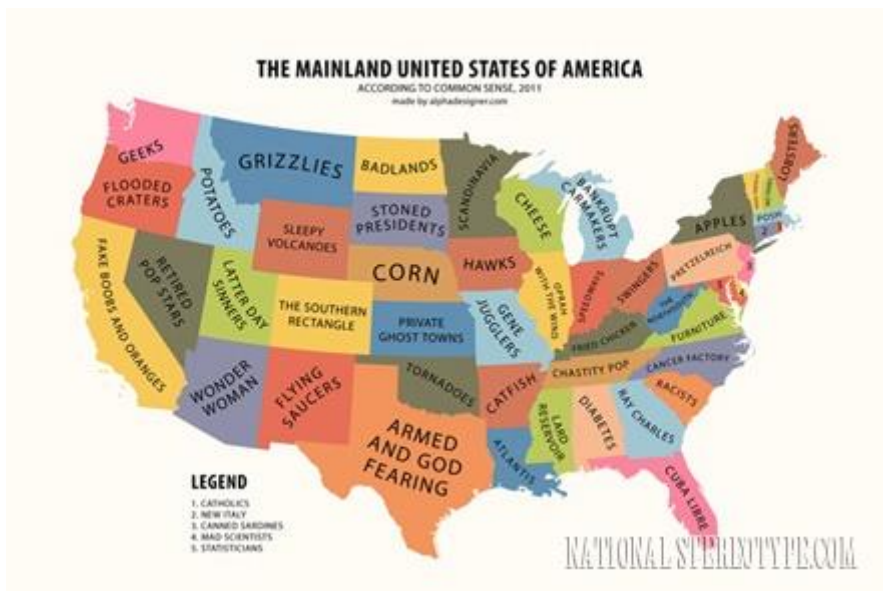 THE MAINLAND UNITED STATES OF AMERICA
ACCORDING TO COMMON SENSE, 2011
made by alphadesigner.com
GEEKS
FLOODED
CRATERS
POTATOES
GRIZZLIES
BADLANDS
SCANDINAVIA
STONED
PRESIDENTS
SLEEPY
VOLCANOES
CHEESE
BANKRUPT
CARMAKERS
APPLES
LOBSTERS
POSH
2
FAKE BOOBS AND ORANGES
RETIRED
POP STARS
LATTER DAY
SINNERS
THE SOUTHERN
RECTANGLE
CORN
HAWKS
OPRAH
WITH THE WIND
SPEEDWAYS
SWINGERS
PRETZELREICH
PRIVATE
GHOST TOWNS
GENE
JUGGLERS
FRIED CHICKEN
THE
FURNITURE
WONDER
WOMAN
FLYING
SAUCERS
TORNADOES
CATFISH
CHASTITY POP
CANCER FACTORY
RACISTS
ARMED
AND GOD
FEARING
ATLANTIS
LARD
RESERVOIR
DIABETES
RAY CHARLES
CUBA LIBRE
LEGEND
1. CATHOLICS
2. NEW ITALY
3. CANNED SARDINES
4. MAD SCIENTISTS
5. STATISTICIANS
NATIONAL STEREOTYPE.COM